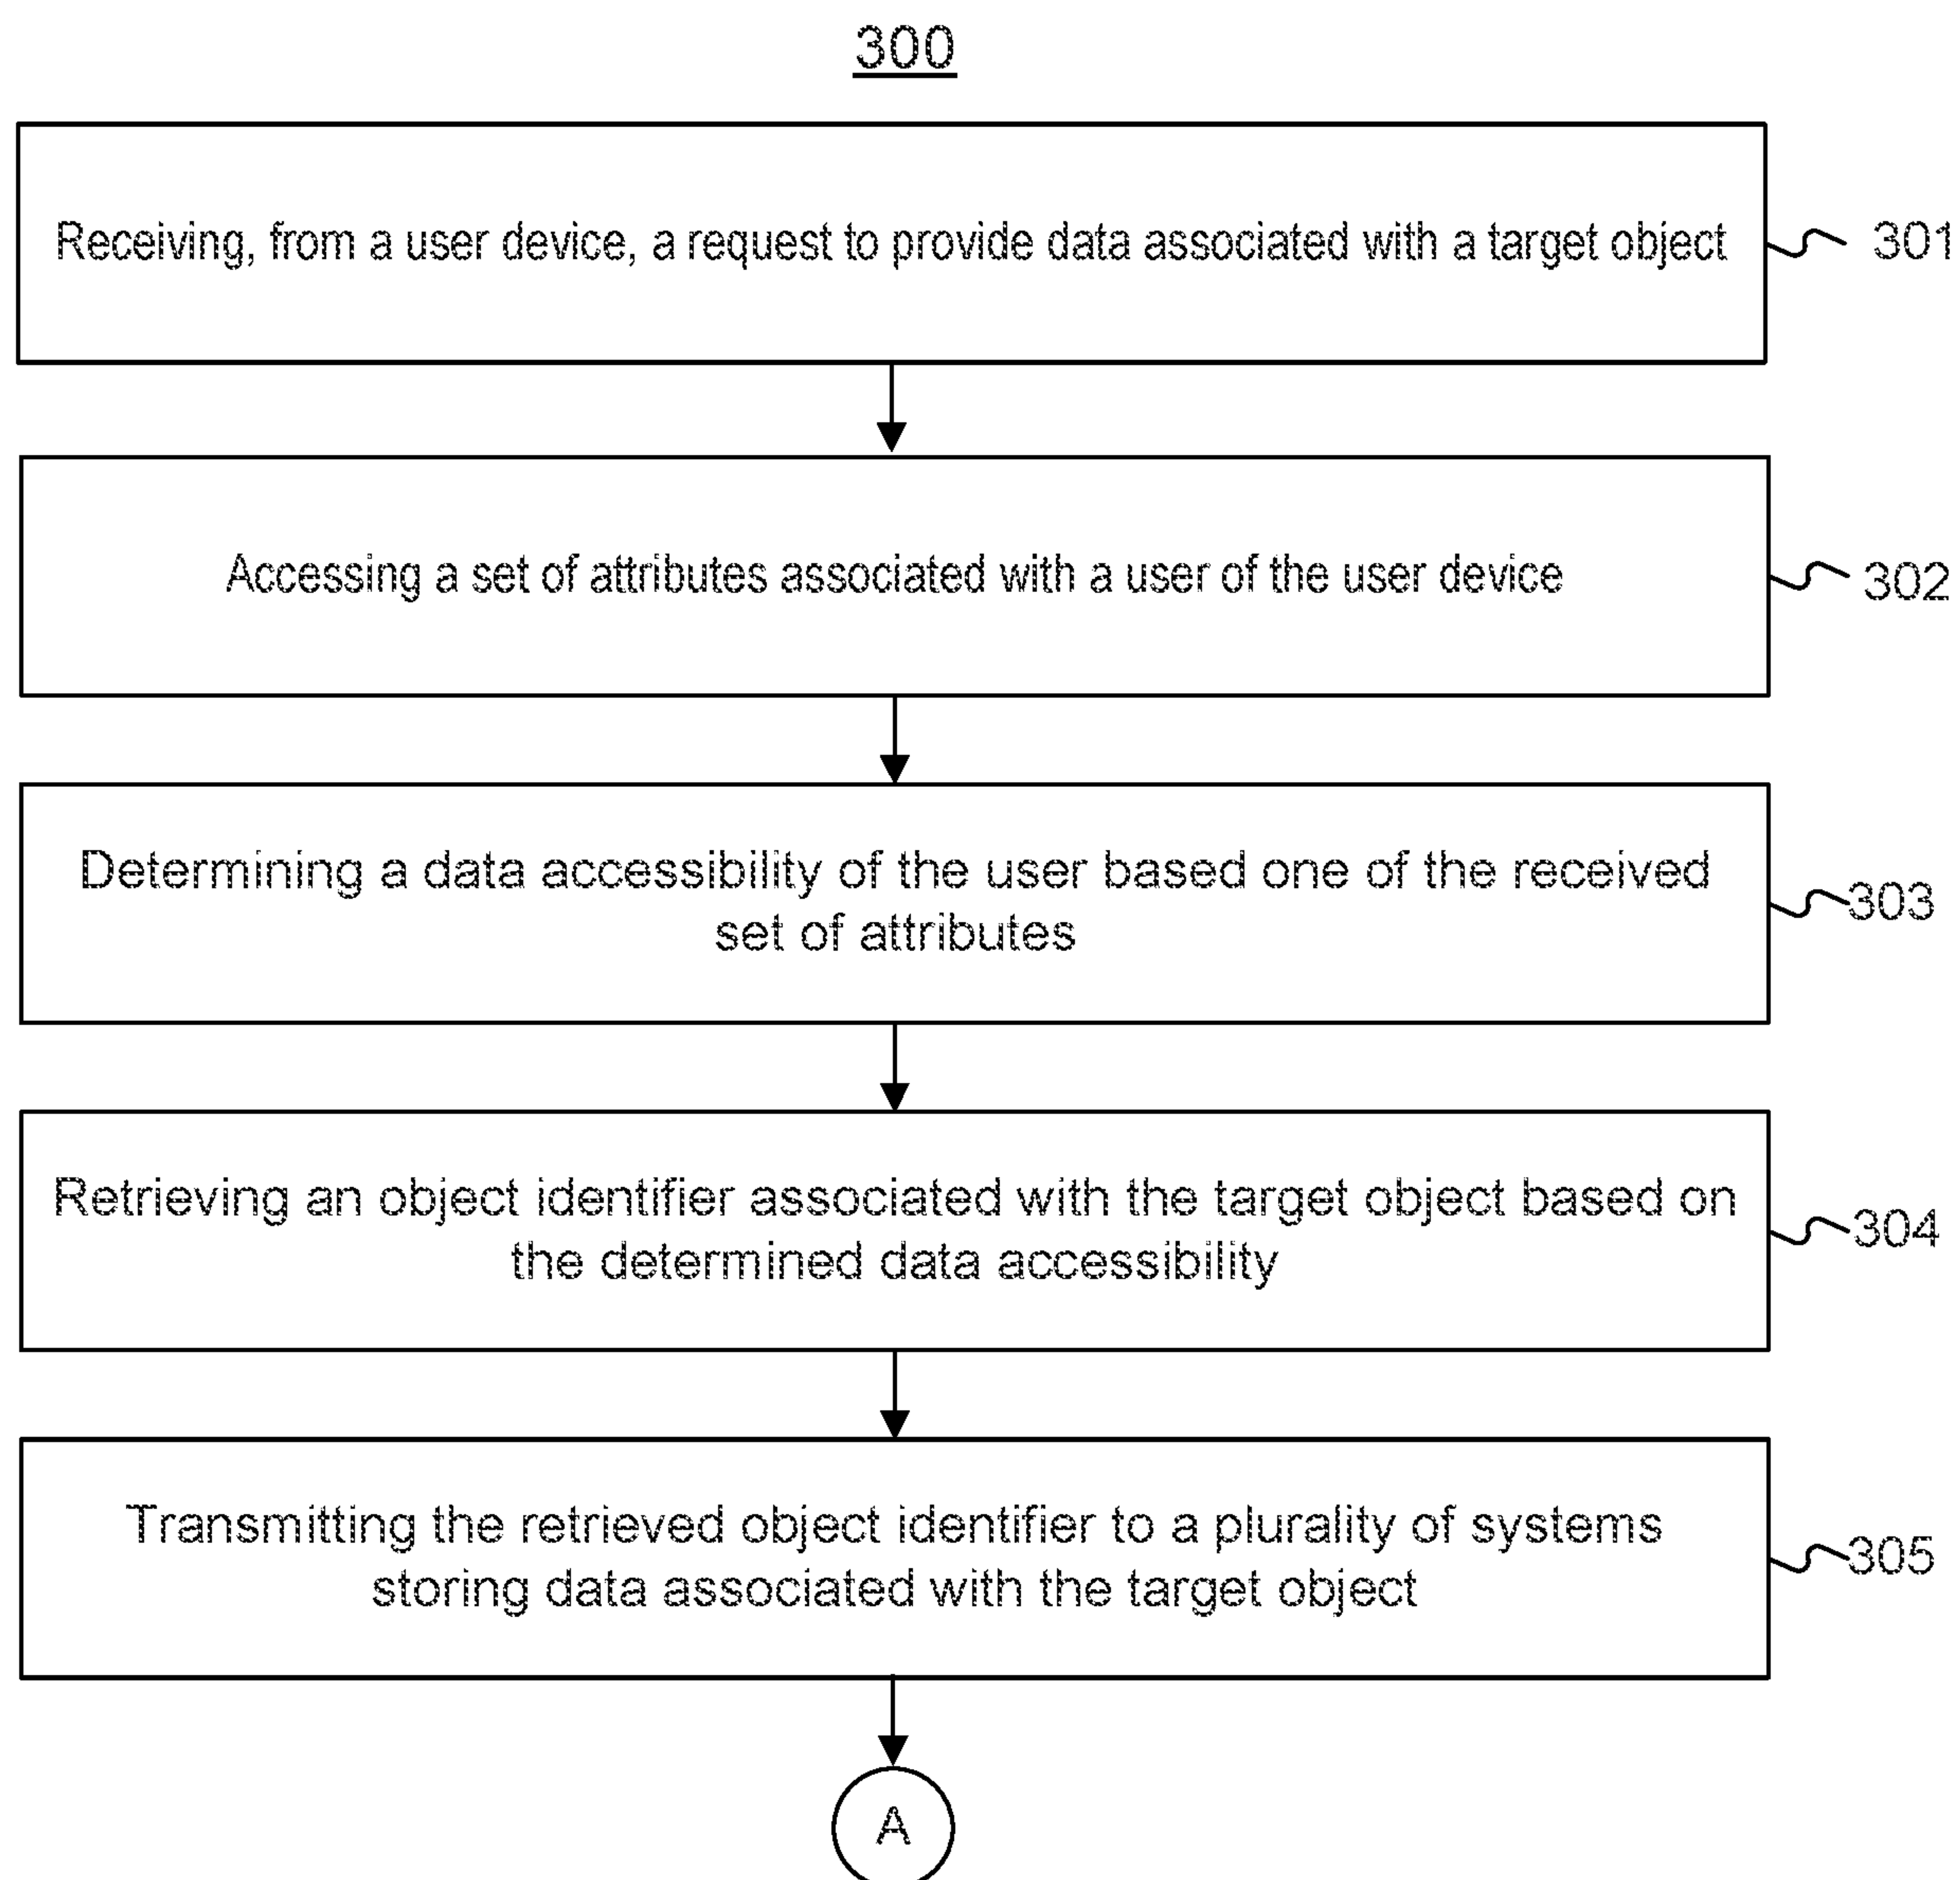 300
Receiving, from a user device, a request to provide data associated with a target object
301
Accessing a set of attributes associated with a user of the user device
302
Determining a data accessibility of the user based one of the received
set of attributes
303
Retrieving an object identifier associated with the target object based on
the determined data accessibility
304
Transmitting the retrieved object identifier to a plurality of systems
storing data associated with the target object
305
A